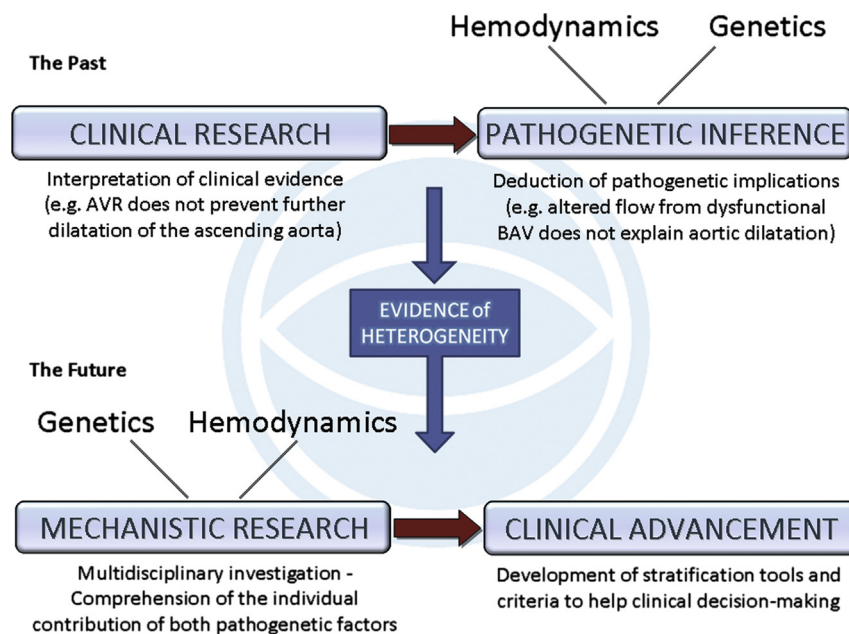 Hemodynamics Genetics
The Past
CLINICAL RESEARCH PATHOGENETIC INFERENCE
Interpretation of clinical evidence
(e.g. AVR does not prevent further
dilatation of the ascending aorta)
Deduction of pathogenetic implications
(e.g. altered flow from dysfunctional
BAV does not explain aortic dilatation)
EVIDENCE of
HETEROGENEITY
The Future
Genetics Hemodynamics
MECHANISTIC RESEARCH CLINICAL ADVANCEMENT
Multidisciplinary investigation -
Comprehension of the individual
contribution of both pathogenetic factors
Development of stratification tools and
criteria to help clinical decision-making